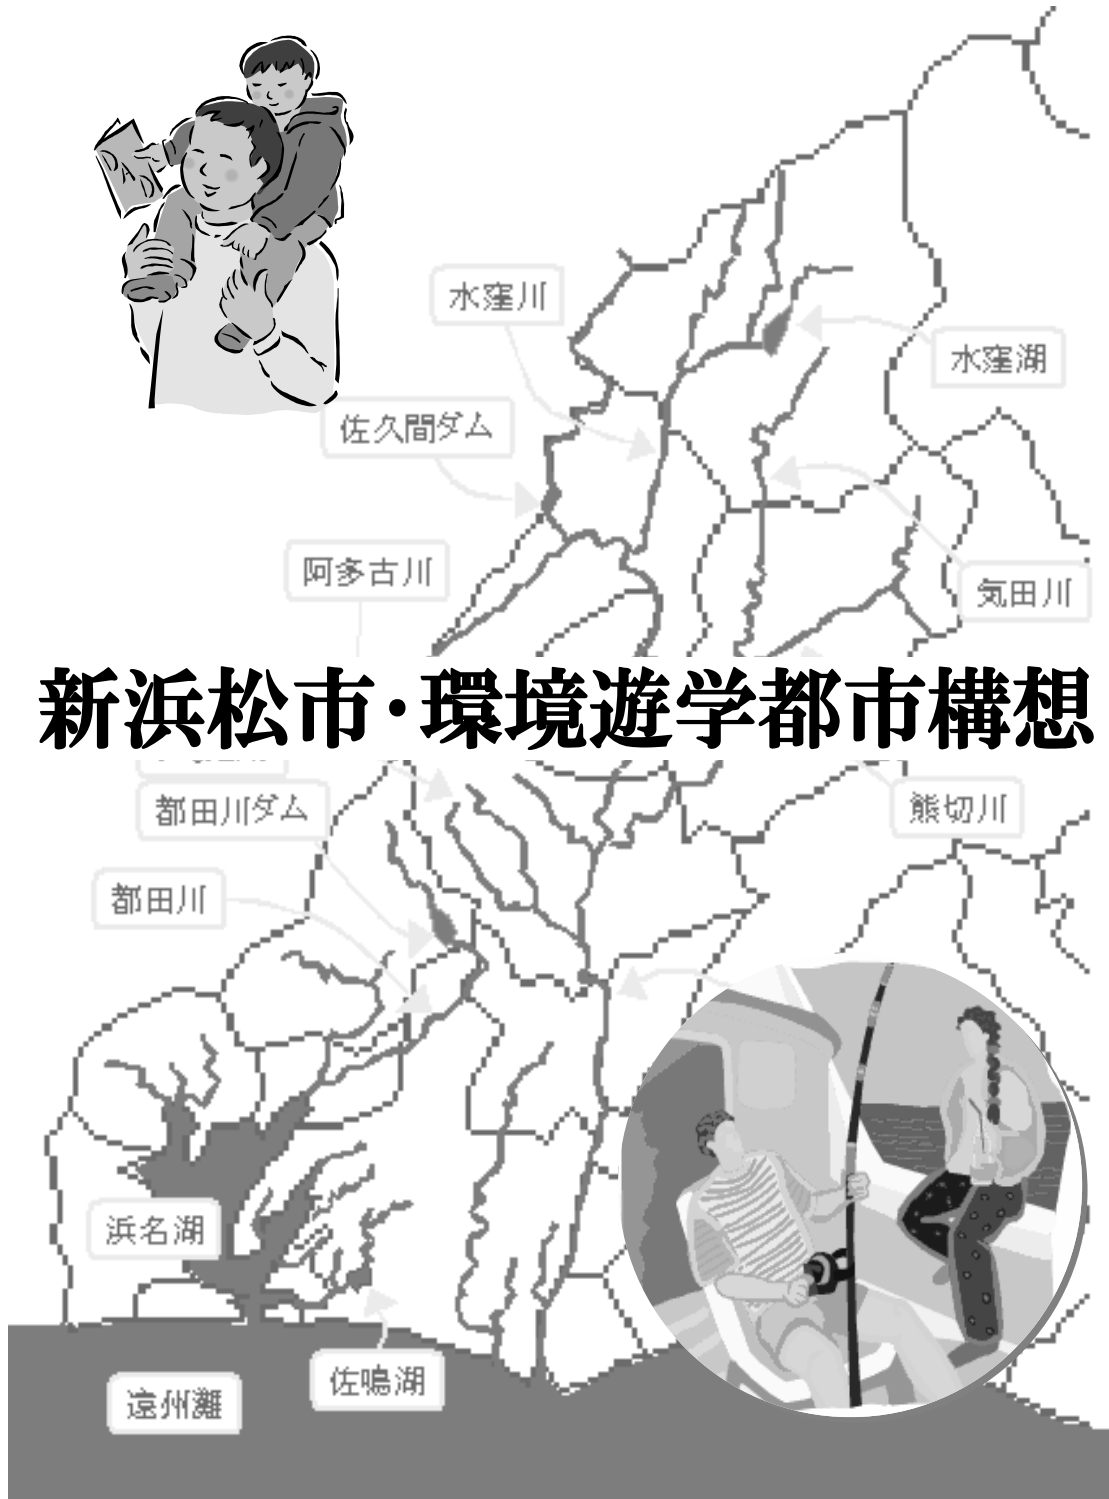 DAD
水窪川
水窪湖
佐久間ダム
阿多古川
気田川
新浜松市・環境遊学都市構想
都田川ダム
熊切川
都田川
浜名湖
佐鳴湖
遠州灘